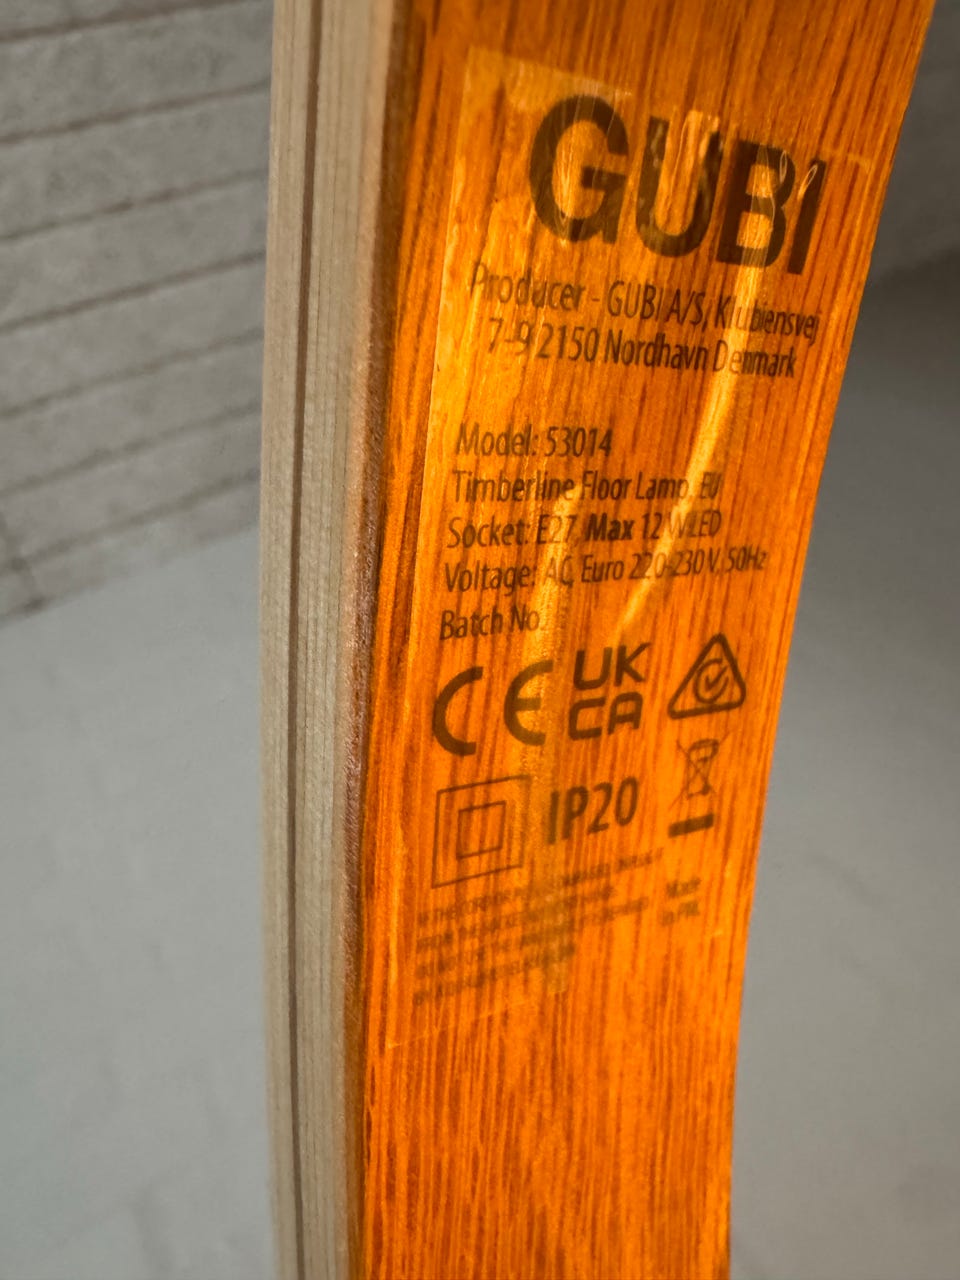 GUBI
Producer - GUBI A/S, Klubiensvej
7-9 2150 Nordhavn Denmark
Model: 53014
Timberline Floor Lamp, EU
Socket: E27, Max 12 W LED
Voltage: AC, Euro 220-230 V, 50Hz
Batch No:
CE
UK
CA
IP20
Made
in PRC